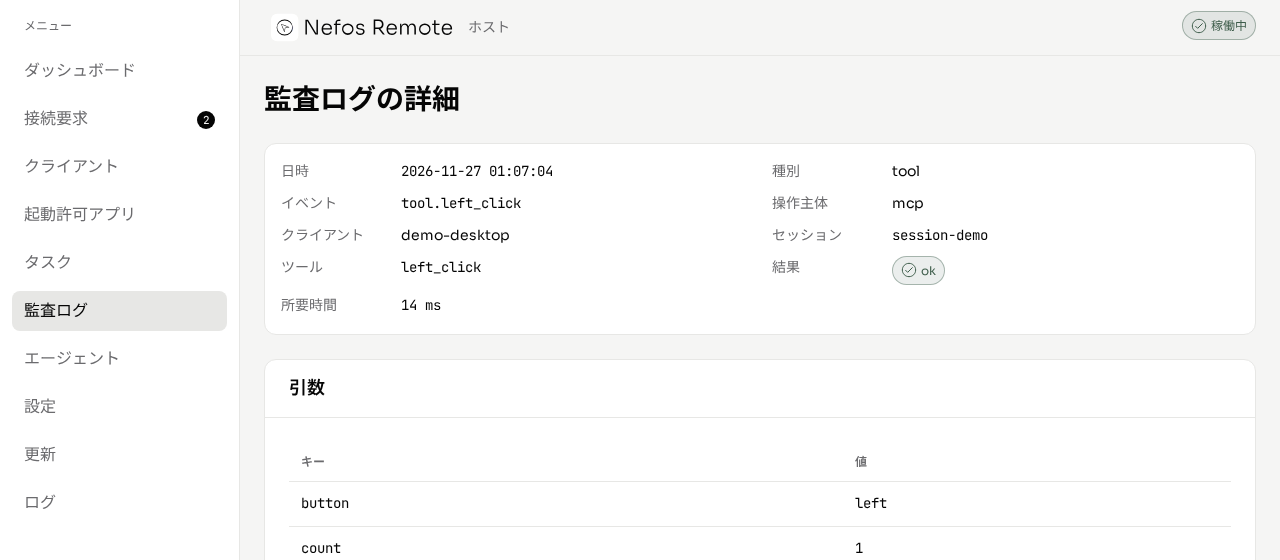 メニュー
ダッシュボード
接続要求 2
クライアント
起動許可アプリ
タスク
監査ログ
エージェント
設定
更新
ログ
Nefos Remote ホスト
稼働中
監査ログの詳細
日時 2026-11-27 01:07:04 種別 tool
イベント tool.left_click 操作主体 mcp
クライアント demo-desktop セッション session-demo
ツール left_click 結果 ok
所要時間 14 ms
引数
キー 値
button left
count 1